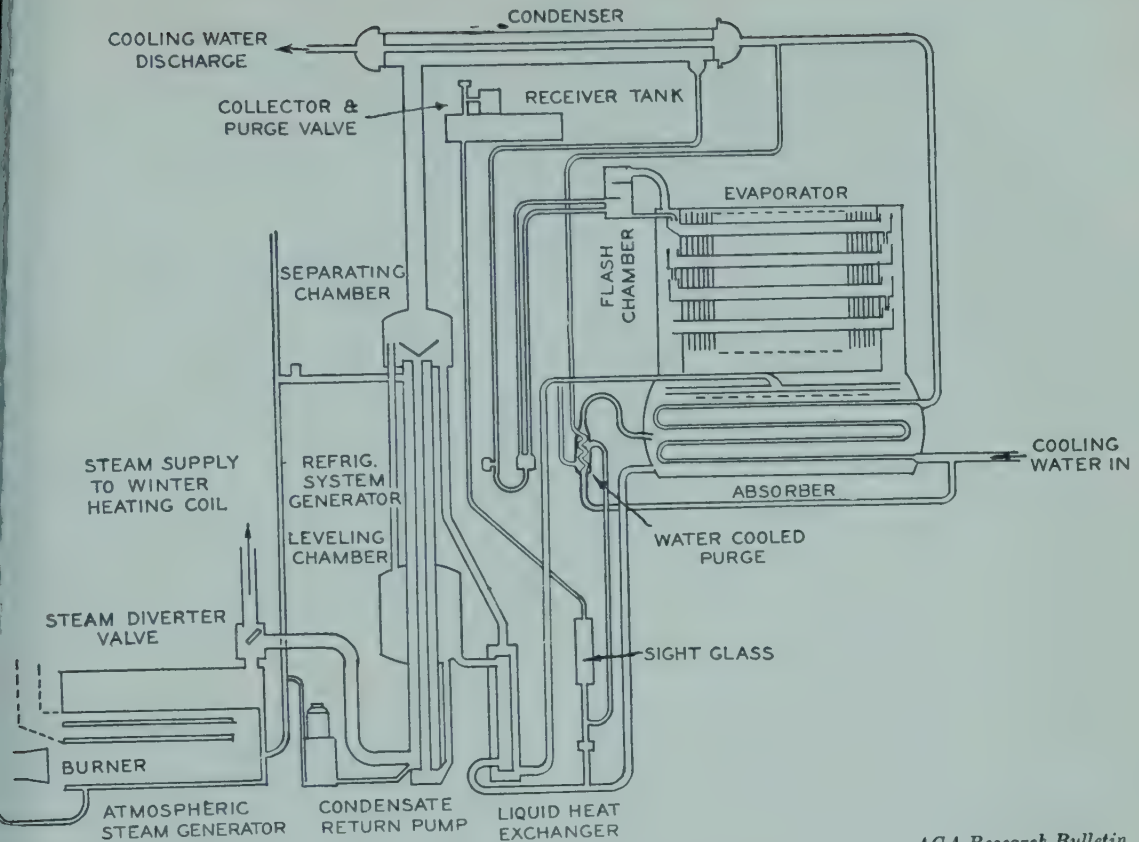 CONDENSER
COOLING WATER
DISCHARGE
COLLECTOR &
PURGE VALVE
RECEIVER TANK
EVAPORATOR
FLASH
CHAMBER
SEPARATING
CHAMBER
STEAM SUPPLY
TO WINTER
HEATING COIL
REFRIG.
SYSTEM
GENERATOR
LEVELING
CHAMBER
COOLING
WATER IN
ABSORBER
WATER COOLED
PURGE
STEAM DIVERTER
VALVE
SIGHT GLASS
BURNER
ATMOSPHERIC
STEAM GENERATOR
CONDENSATE
RETURN PUMP
LIQUID HEAT
EXCHANGER
AGA Research Bulletin